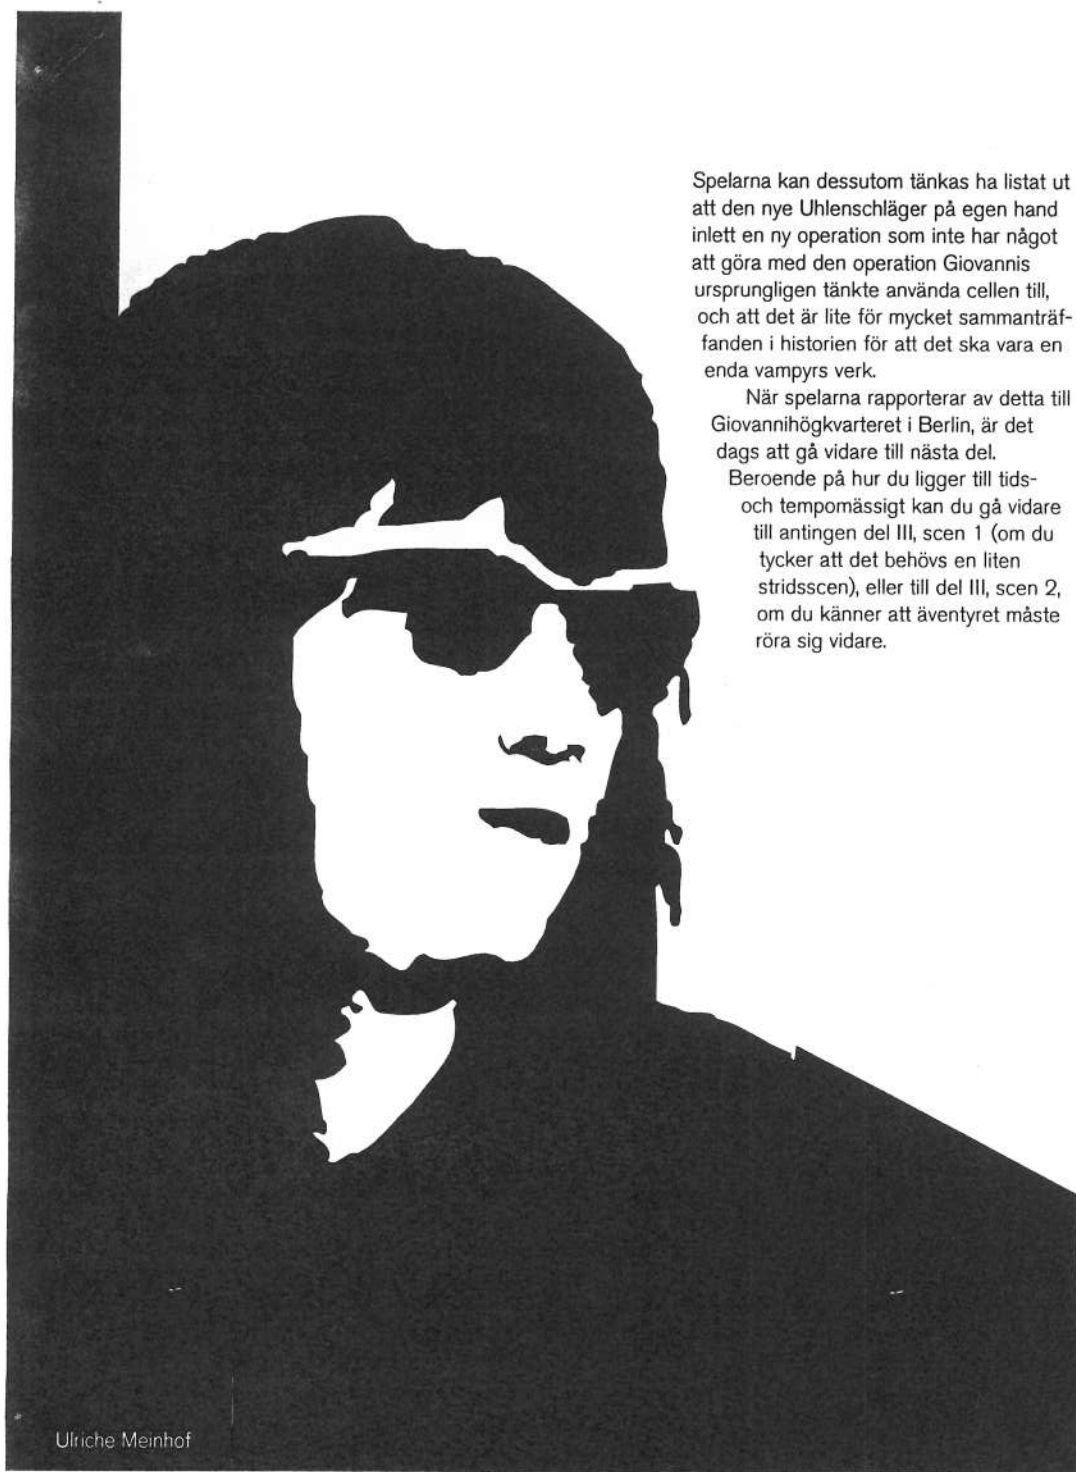 Spelarna kan dessutom tänkas ha listat ut
att den nye Uhlenschläger på egen hand
inlett en ny operation som inte har något
att göra med den operation Giovannis
ursprungligen tänkte använda cellen till,
och att det är lite för mycket sammanträf-
fanden i historien för att det ska vara en
enda vampyrs verk.
När spelarna rapporterar av detta till
Giovannihögkvarteret i Berlin, är det
dags att gå vidare till nästa del.
Beroende på hur du ligger till tids-
och tempomässigt kan du gå vidare
till antingen del III, scen 1 (om du
tycker att det behövs en liten
stridsscen), eller till del III, scen 2,
om du känner att äventyret måste
röra sig vidare.
Ulriche Meinhof